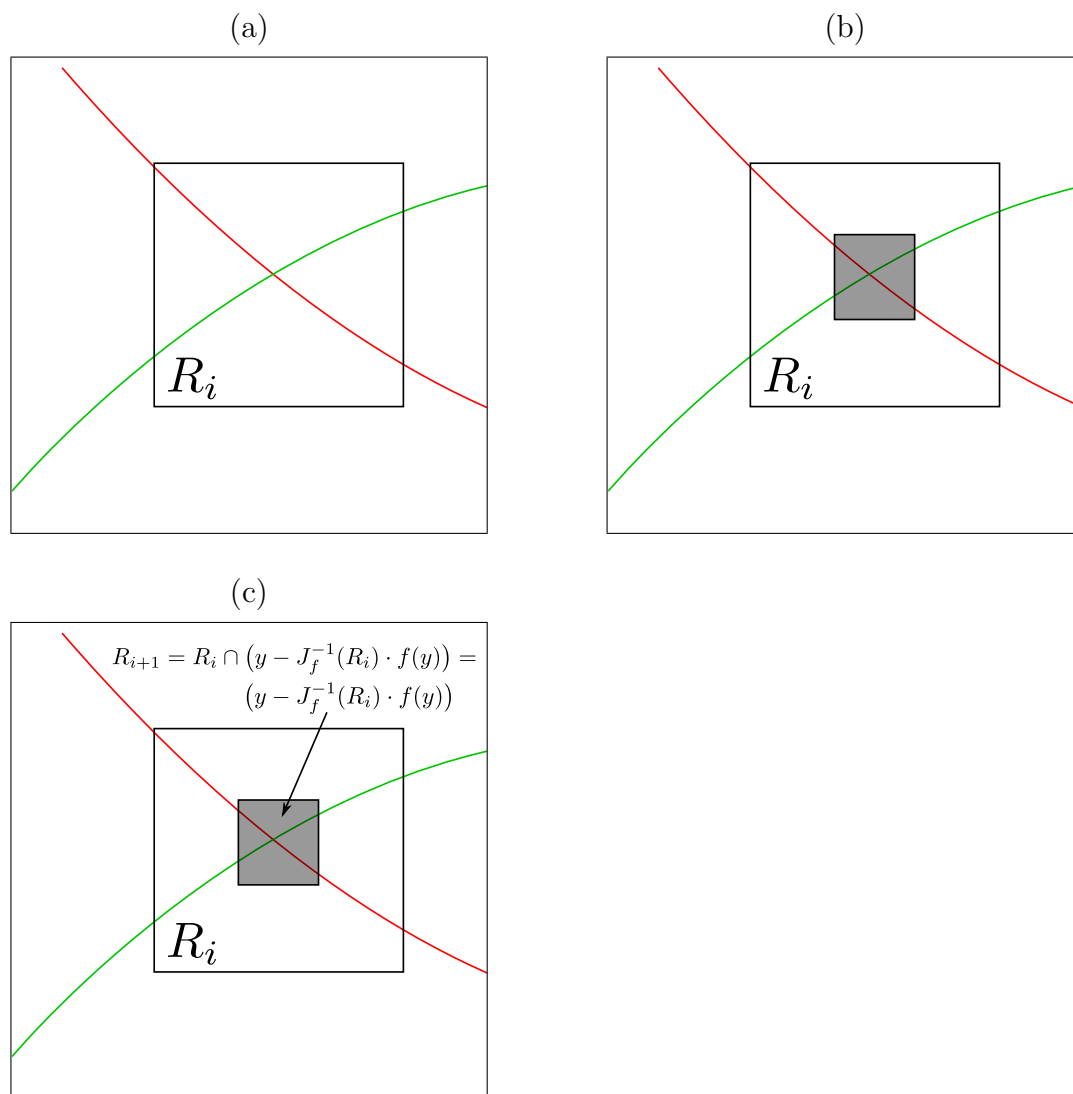 (a)
(b)
R_i
R_i
(c)
R_{i+1} = R_i ∩ (y − J_f^{-1}(R_i) · f(y)) =
(y − J_f^{-1}(R_i) · f(y))
R_i